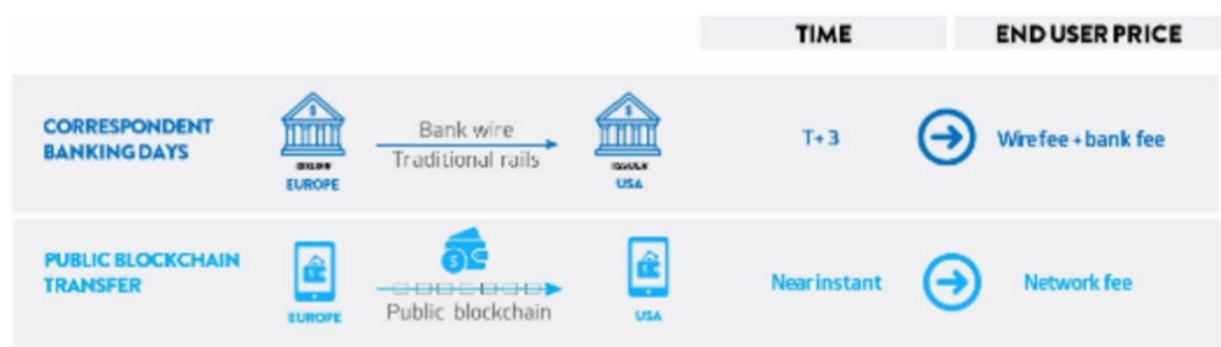 TIME
END USER PRICE
CORRESPONDENT
BANKING DAYS
Bank wire
Traditional rails
EUROPE
USA
T+3
Wire fee + bank fee
PUBLIC BLOCKCHAIN
TRANSFER
EUROPE
Public blockchain
USA
Near instant
Network fee